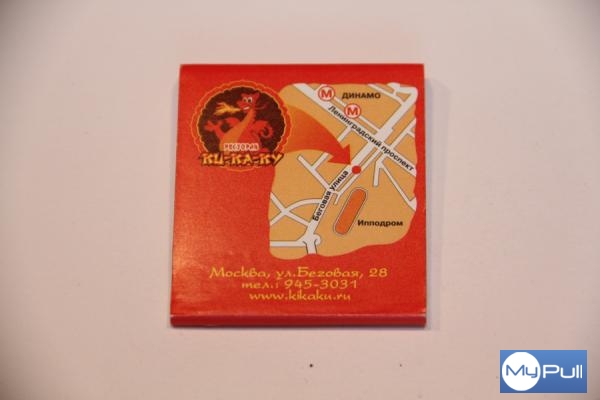 РЕСТОРАН
КИ-КА-КУ
М ДИНАМО
М
Ленинградский проспект
Беговая улица
Ипподром
Москва, ул.Беговая, 28
тел.: 945-3031
www.kikaku.ru
MyPull